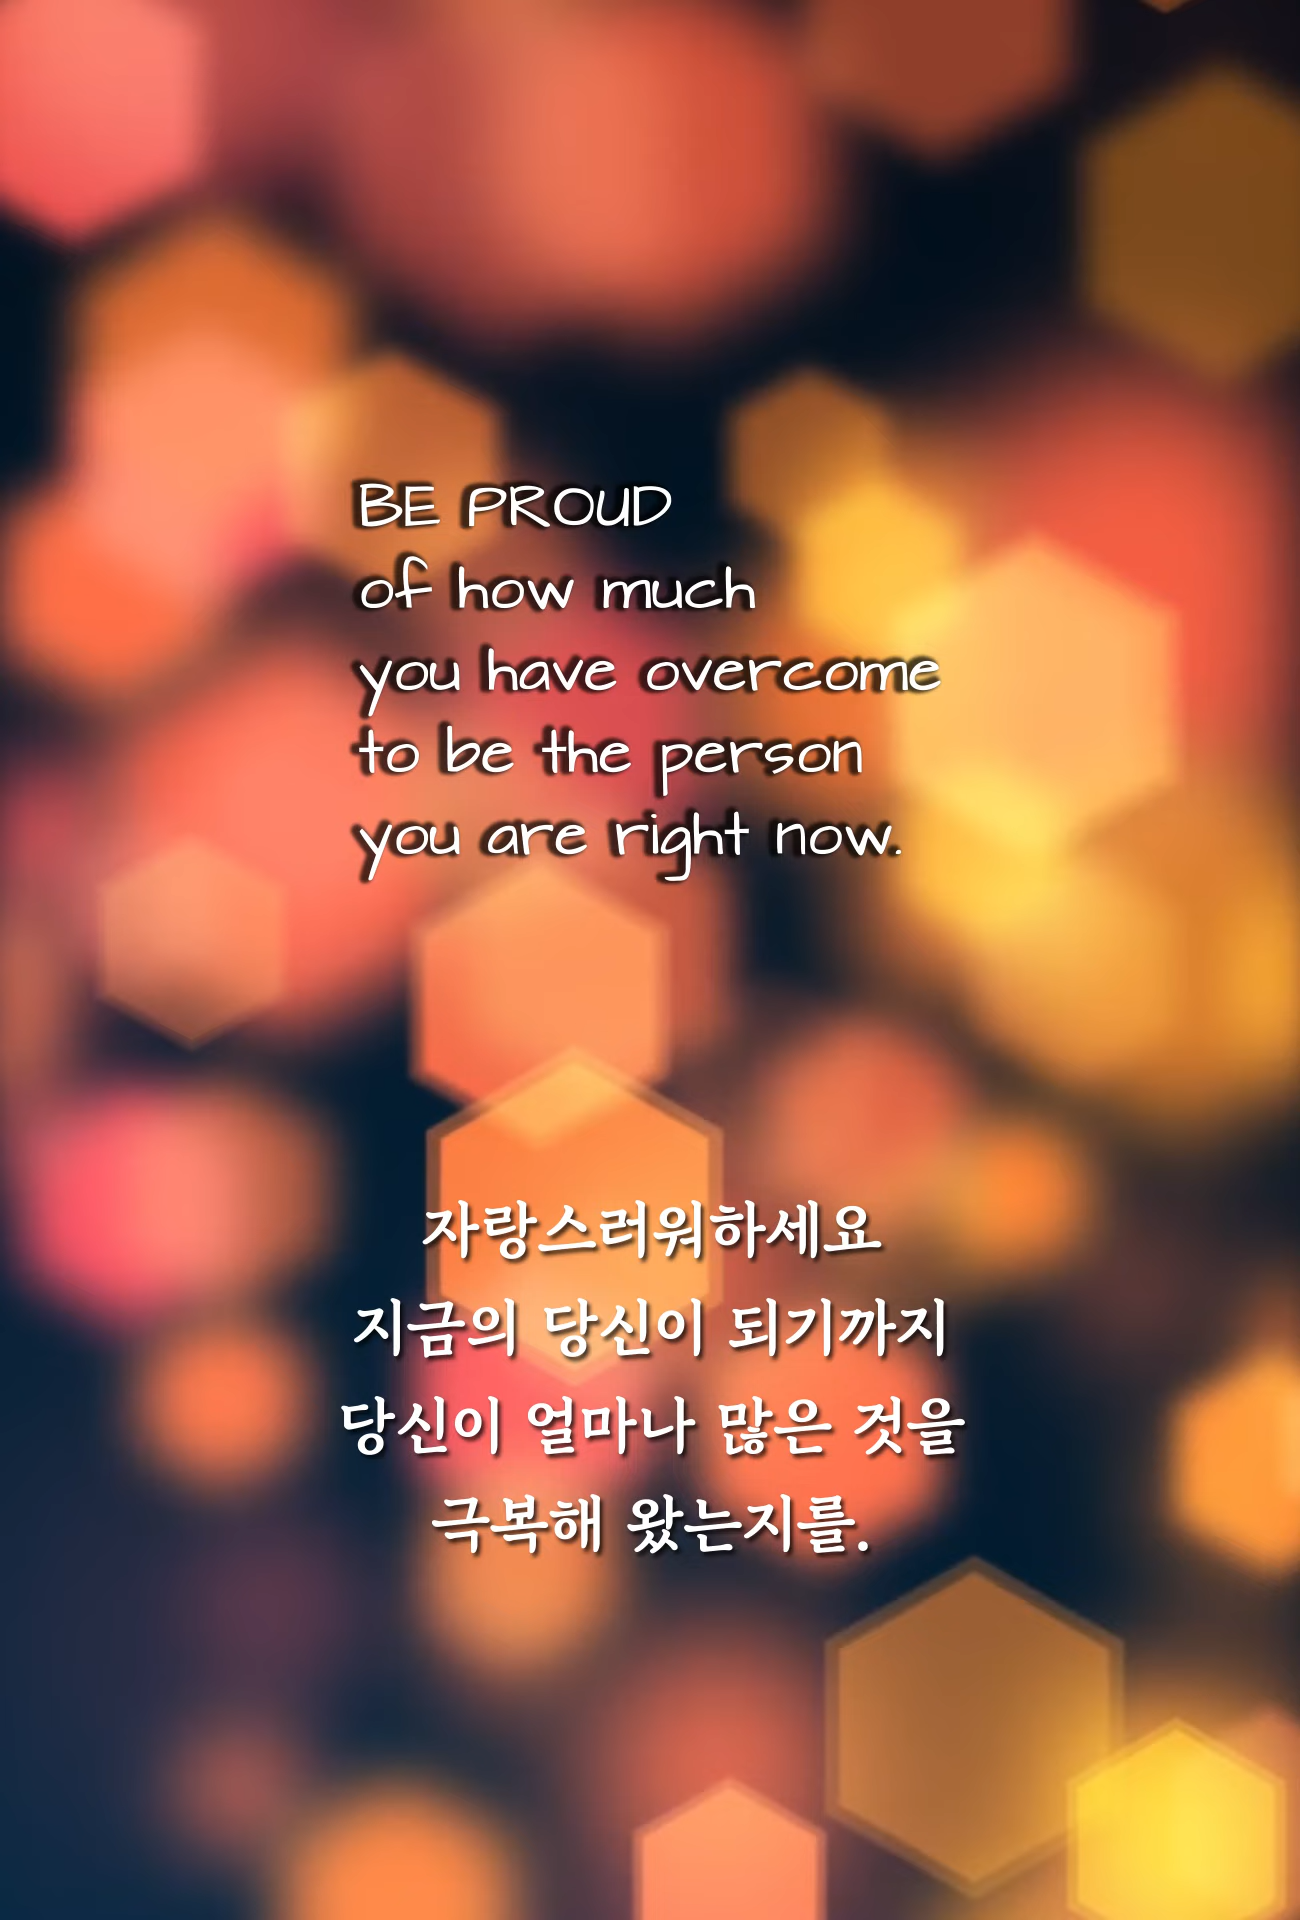 BE PROUD
of how much
you have overcome
to be the person
you are right now.
자랑스러워하세요
지금의 당신이 되기까지
당신이 얼마나 많은 것을
극복해 왔는지를.